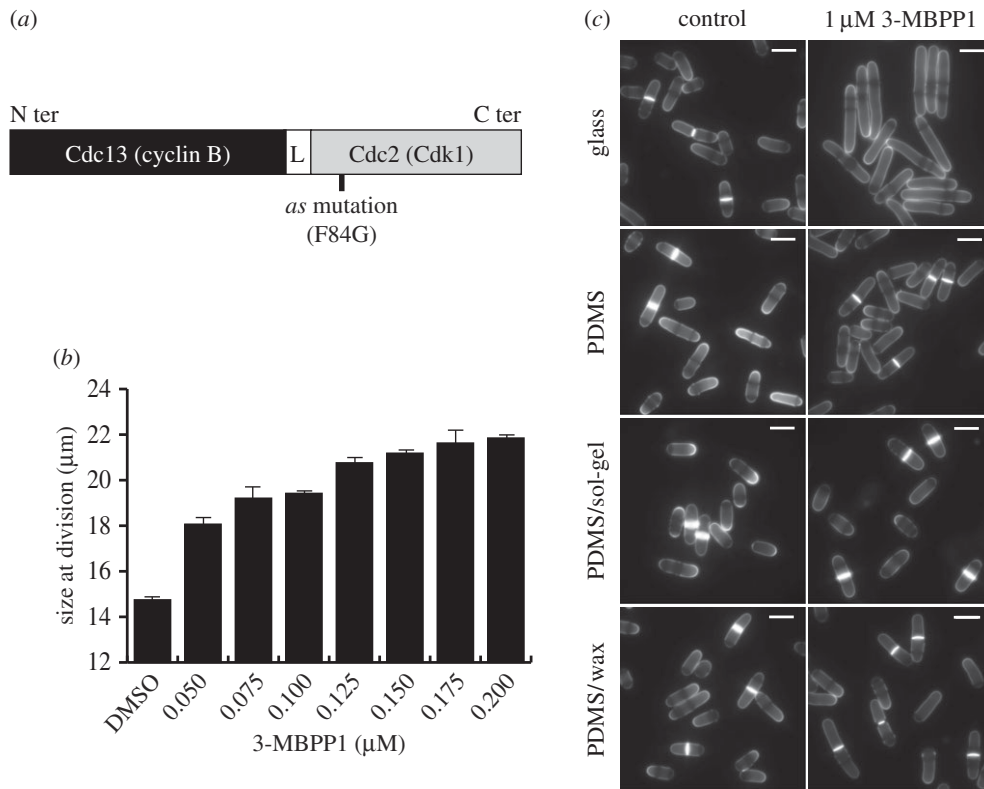 (a)
N ter
C ter
Cdc13 (cyclin B)
L
Cdc2 (Cdk1)
as mutation
(F84G)
(b)
size at division (µm)
24
22
20
18
16
14
12
DMSO
0.050
0.075
0.100
0.125
0.150
0.175
0.200
3-MBPP1 (µM)
(c)
control
1 µM 3-MBPP1
glass
PDMS
PDMS/sol-gel
PDMS/wax